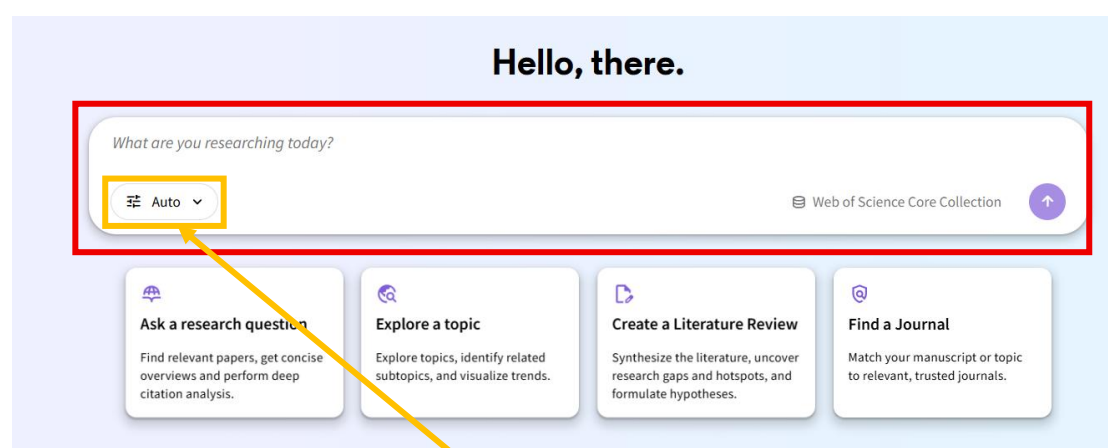 Hello, there.
What are you researching today?
Auto
Web of Science Core Collection
Ask a research question
Find relevant papers, get concise
overviews and perform deep
citation analysis.
Explore a topic
Explore topics, identify related
subtopics, and visualize trends.
Create a Literature Review
Synthesize the literature, uncover
research gaps and hotspots, and
formulate hypotheses.
Find a Journal
Match your manuscript or topic
to relevant, trusted journals.